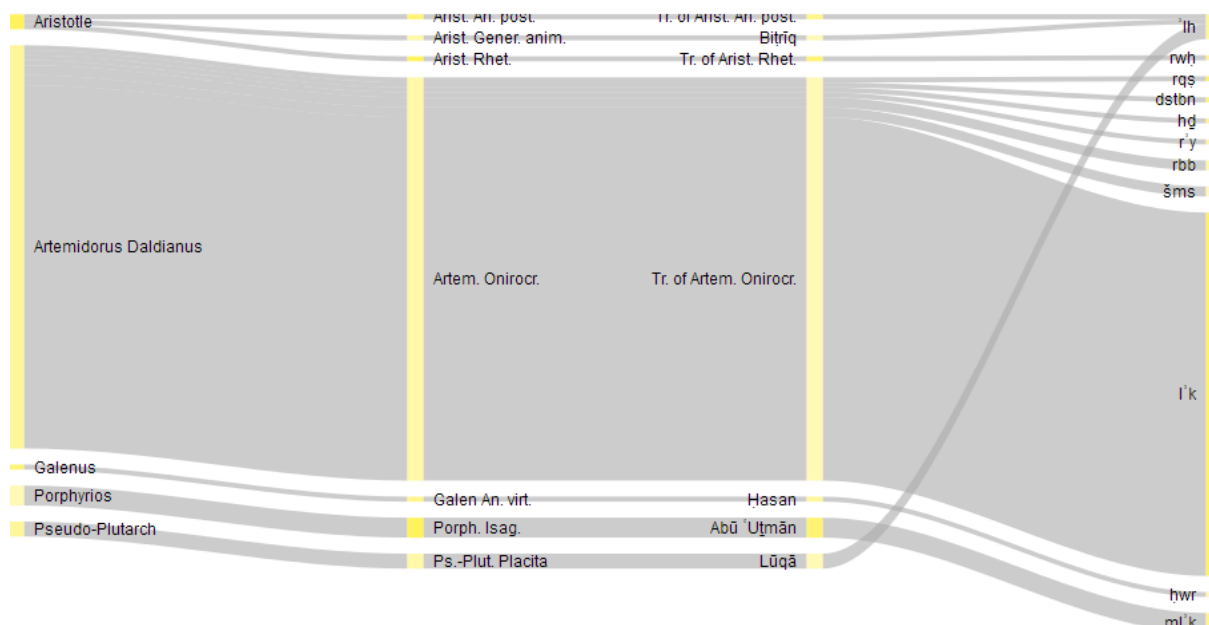 Aristotle
Artemidorus Daldianus
Galenus
Porphyrios
Pseudo-Plutarch
Arist. An. post.
Arist. Gener. anim.
Arist. Rhet.
Artem. Onirocr.
Galen An. virt.
Porph. Isag.
Ps.-Plut. Placita
Tr. of Arist. An. post.
Biṭrīq
Tr. of Arist. Rhet.
Tr. of Artem. Onirocr.
Ḥasan
Abū ʿUṯmān
Lūqā
ʾlh
rwḥ
rqṣ
dstbn
hḏ
rʾy
rbb
šms
lʾk
ḥwr
mlʾk